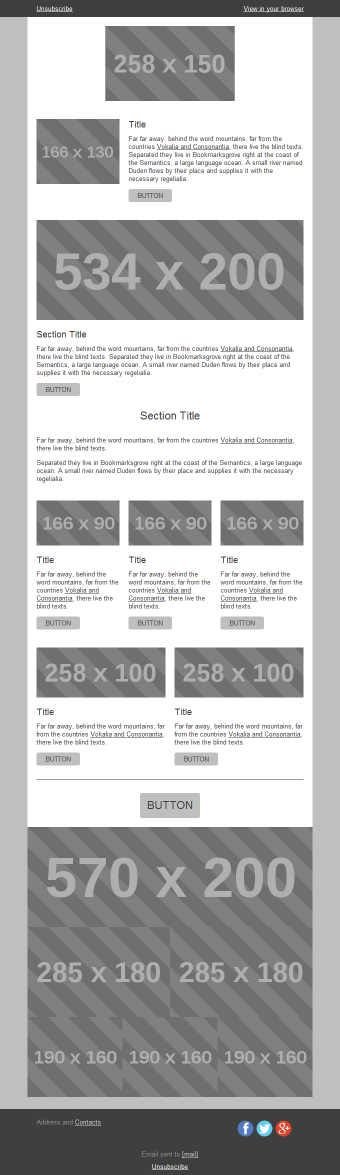 Unsubscribe
View in your browser
258 x 150
166 x 130
Title
Far far away, behind the word mountains, far from the
countries Vokalia and Consonantia, there live the blind texts.
Separated they live in Bookmarksgrove right at the coast of
the Semantics, a large language ocean. A small river named
Duden flows by their place and supplies it with the
necessary regelialia.
BUTTON
534 x 200
Section Title
Far far away, behind the word mountains, far from the countries Vokalia and Consonantia,
there live the blind texts. Separated they live in Bookmarksgrove right at the coast of the
Semantics, a large language ocean. A small river named Duden flows by their place and
supplies it with the necessary regelialia.
BUTTON
Section Title
Far far away, behind the word mountains, far from the countries Vokalia and Consonantia,
there live the blind texts.
Separated they live in Bookmarksgrove right at the coast of the Semantics, a large language
ocean. A small river named Duden flows by their place and supplies it with the necessary
regelialia.
166 x 90
Title
Far far away, behind the
word mountains, far from the
countries Vokalia and
Consonantia, there live the
blind texts.
BUTTON
166 x 90
Title
Far far away, behind the
word mountains, far from the
countries Vokalia and
Consonantia, there live the
blind texts.
BUTTON
166 x 90
Title
Far far away, behind the
word mountains, far from the
countries Vokalia and
Consonantia, there live the
blind texts.
BUTTON
258 x 100
Title
Far far away, behind the word mountains, far
from the countries Vokalia and Consonantia,
there live the blind texts.
BUTTON
258 x 100
Title
Far far away, behind the word mountains, far
from the countries Vokalia and Consonantia,
there live the blind texts.
BUTTON
BUTTON
570 x 200
285 x 180
285 x 180
190 x 160
190 x 160
190 x 160
Address and Contacts
f
g+
Email sent to [mail]
Unsubscribe